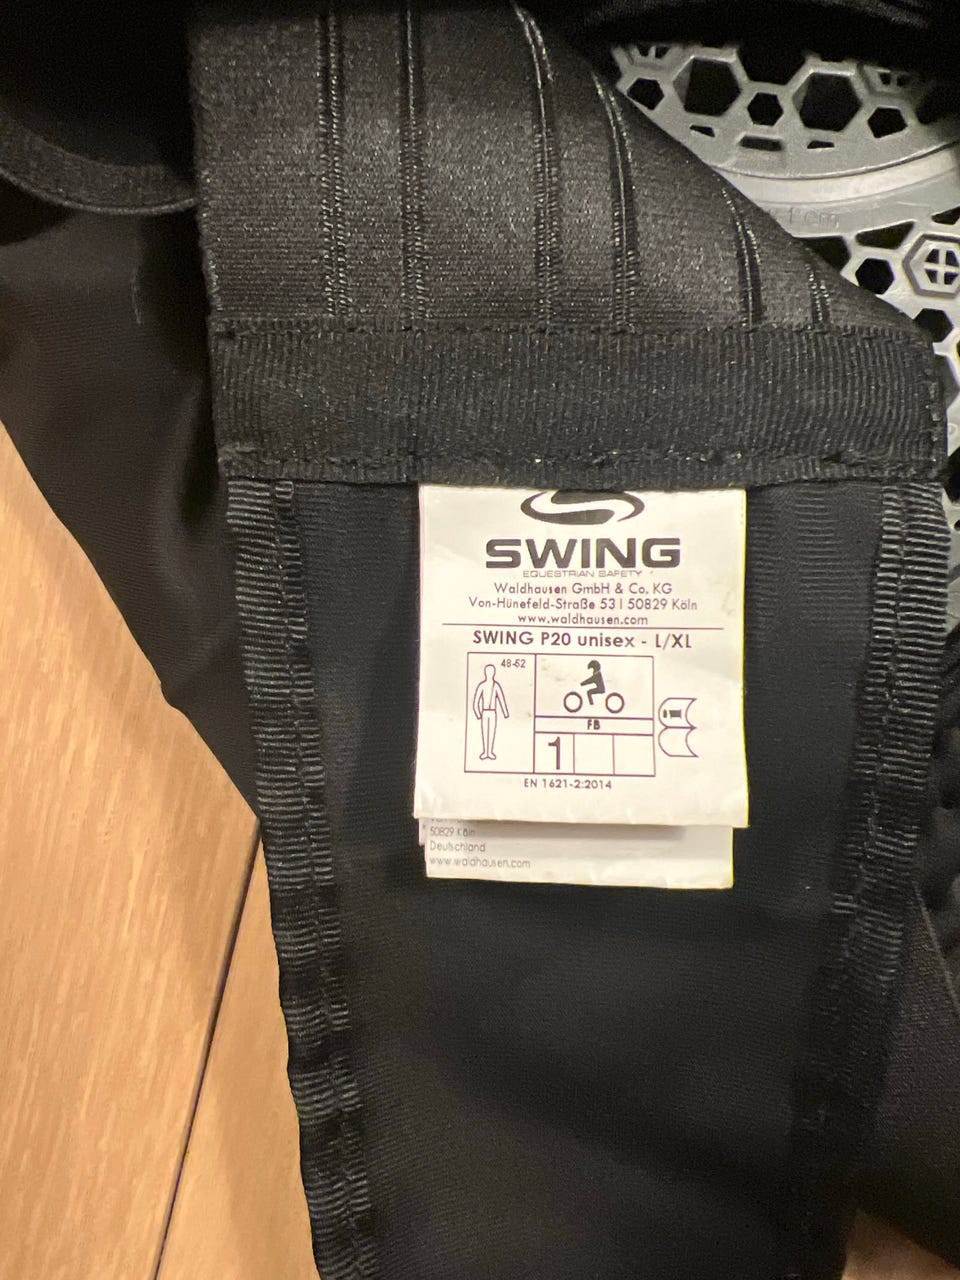 SWING
EQUESTRIAN SAFETY
Waldhausen GmbH & Co. KG
Von-Hünefeld-Straße 53 | 50829 Köln
www.waldhausen.com
SWING P20 unisex - L/XL
48-52
FB
1
EN 1621-2:2014
50829 Köln
Deutschland
www.waldhausen.com